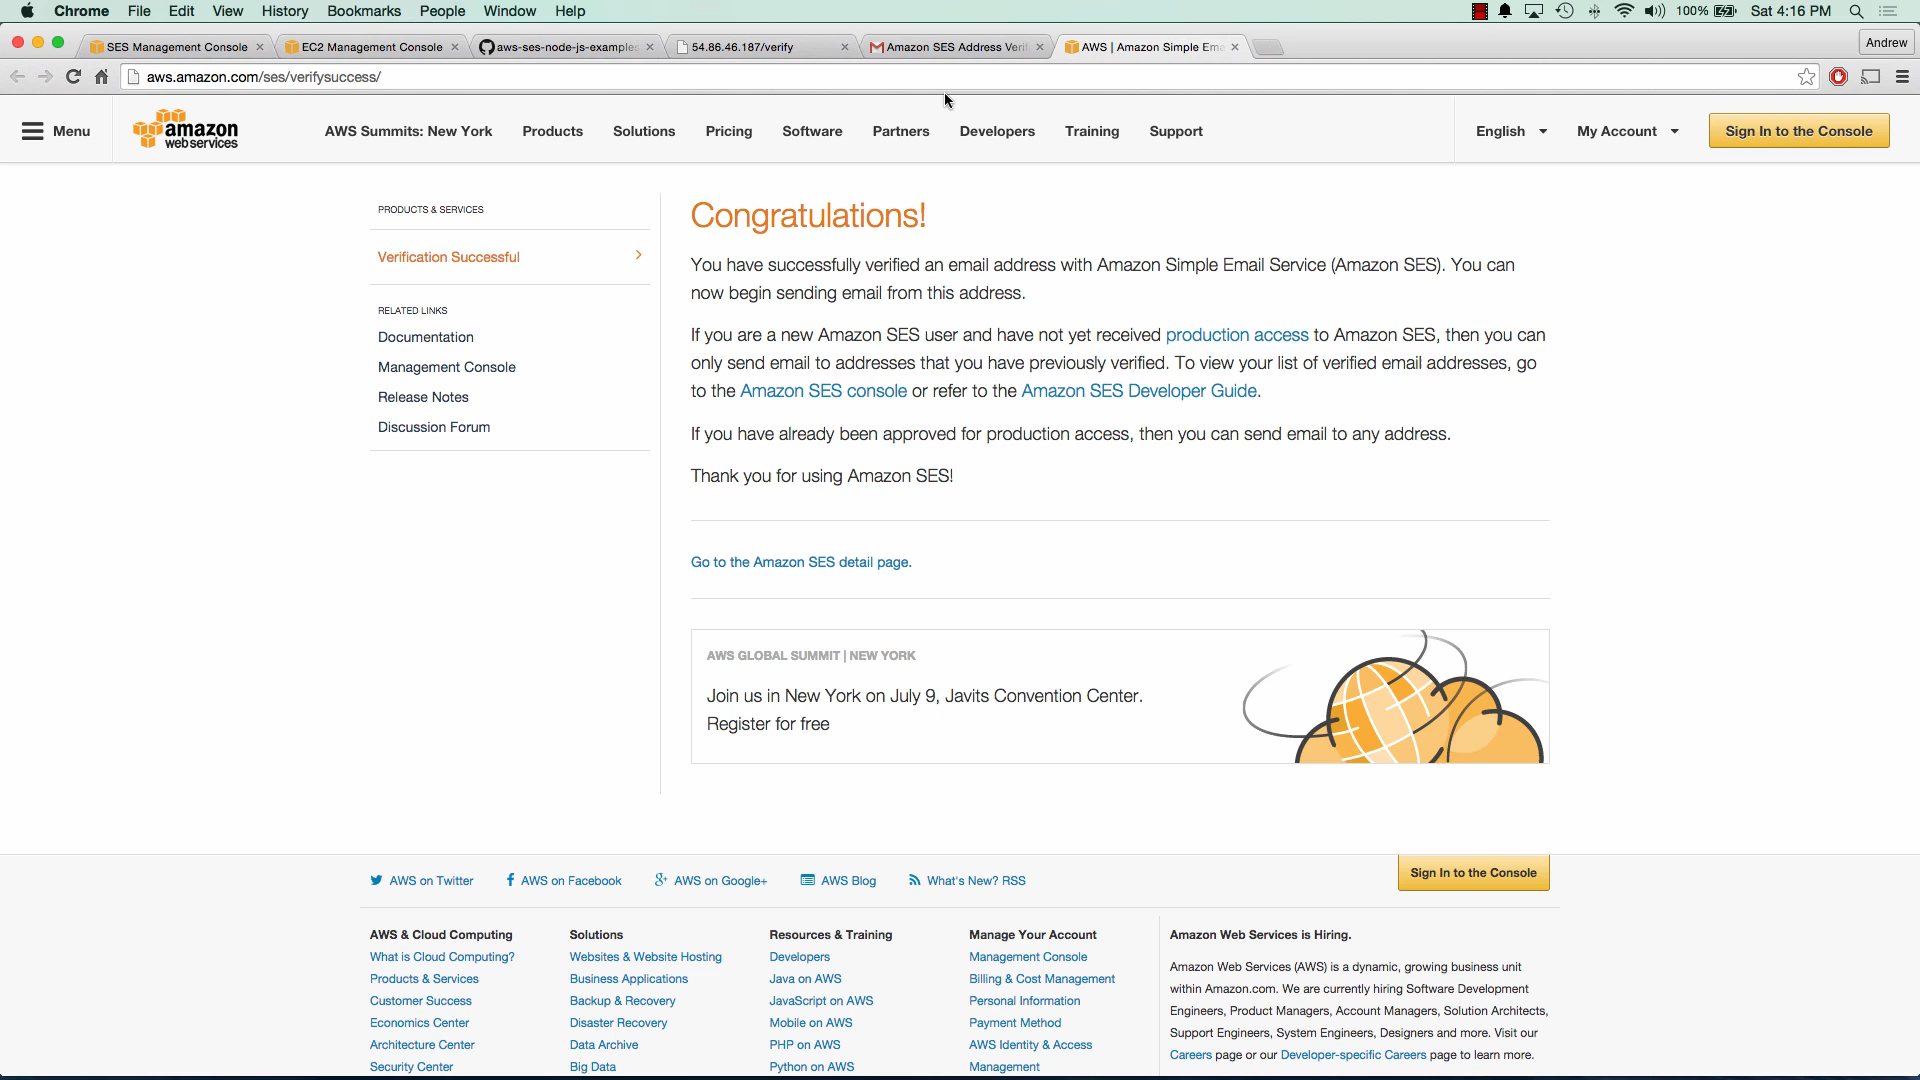 Chrome File Edit View History Bookmarks People Window Help 100% Sat 4:16 PM
SES Management Console EC2 Management Console aws-ses-node-js-examples 54.86.46.187/verify Amazon SES Address Verif AWS | Amazon Simple Ema Andrew
aws.amazon.com/ses/verifysuccess/
Menu amazon web services AWS Summits: New York Products Solutions Pricing Software Partners Developers Training Support English My Account Sign In to the Console
PRODUCTS & SERVICES
Verification Successful
RELATED LINKS
Documentation
Management Console
Release Notes
Discussion Forum
Congratulations!
You have successfully verified an email address with Amazon Simple Email Service (Amazon SES). You can
now begin sending email from this address.
If you are a new Amazon SES user and have not yet received production access to Amazon SES, then you can
only send email to addresses that you have previously verified. To view your list of verified email addresses, go
to the Amazon SES console or refer to the Amazon SES Developer Guide.
If you have already been approved for production access, then you can send email to any address.
Thank you for using Amazon SES!
Go to the Amazon SES detail page.
AWS GLOBAL SUMMIT | NEW YORK
Join us in New York on July 9, Javits Convention Center.
Register for free
AWS on Twitter AWS on Facebook AWS on Google+ AWS Blog What's New? RSS Sign In to the Console
AWS & Cloud Computing
What is Cloud Computing?
Products & Services
Customer Success
Economics Center
Architecture Center
Security Center
Solutions
Websites & Website Hosting
Business Applications
Backup & Recovery
Disaster Recovery
Data Archive
Big Data
Resources & Training
Developers
Java on AWS
JavaScript on AWS
Mobile on AWS
PHP on AWS
Python on AWS
Manage Your Account
Management Console
Billing & Cost Management
Personal Information
Payment Method
AWS Identity & Access
Management
Amazon Web Services is Hiring.
Amazon Web Services (AWS) is a dynamic, growing business unit
within Amazon.com. We are currently hiring Software Development
Engineers, Product Managers, Account Managers, Solution Architects,
Support Engineers, System Engineers, Designers and more. Visit our
Careers page or our Developer-specific Careers page to learn more.